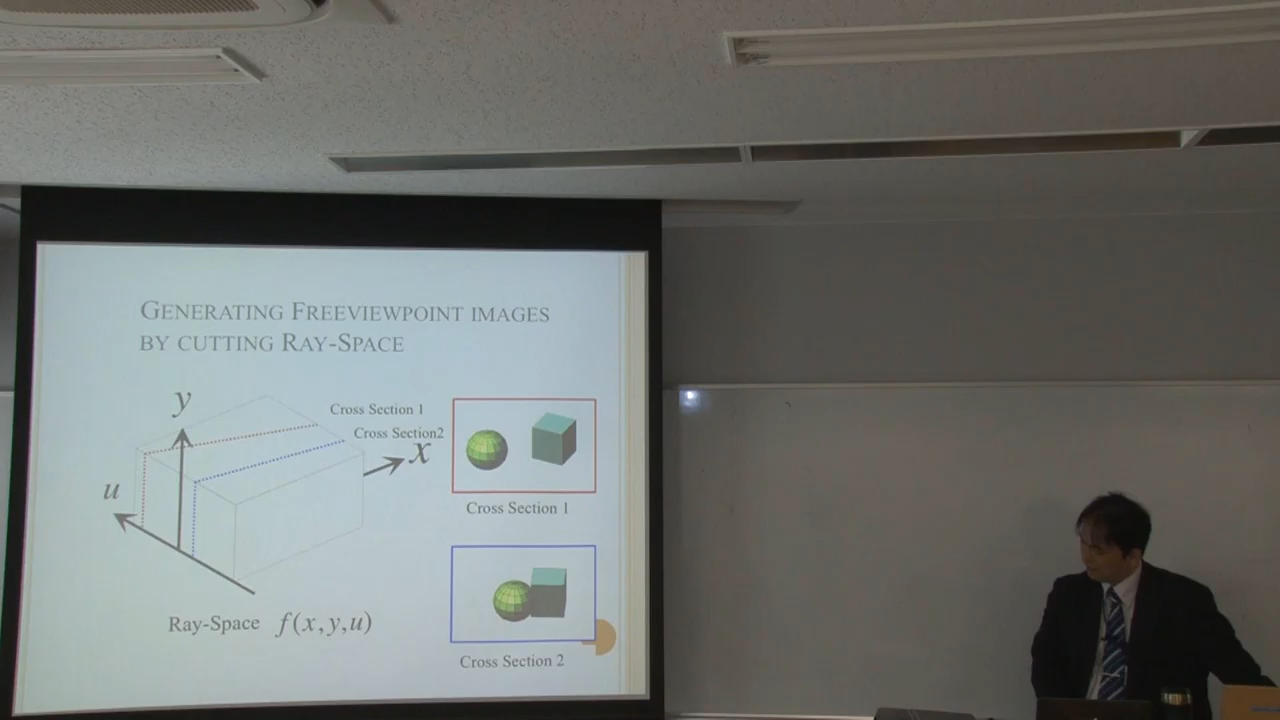 GENERATING FREEVIEWPOINT IMAGES
BY CUTTING RAY-SPACE
y
Cross Section 1
Cross Section2
x
u
Cross Section 1
Ray-Space f(x,y,u)
Cross Section 2